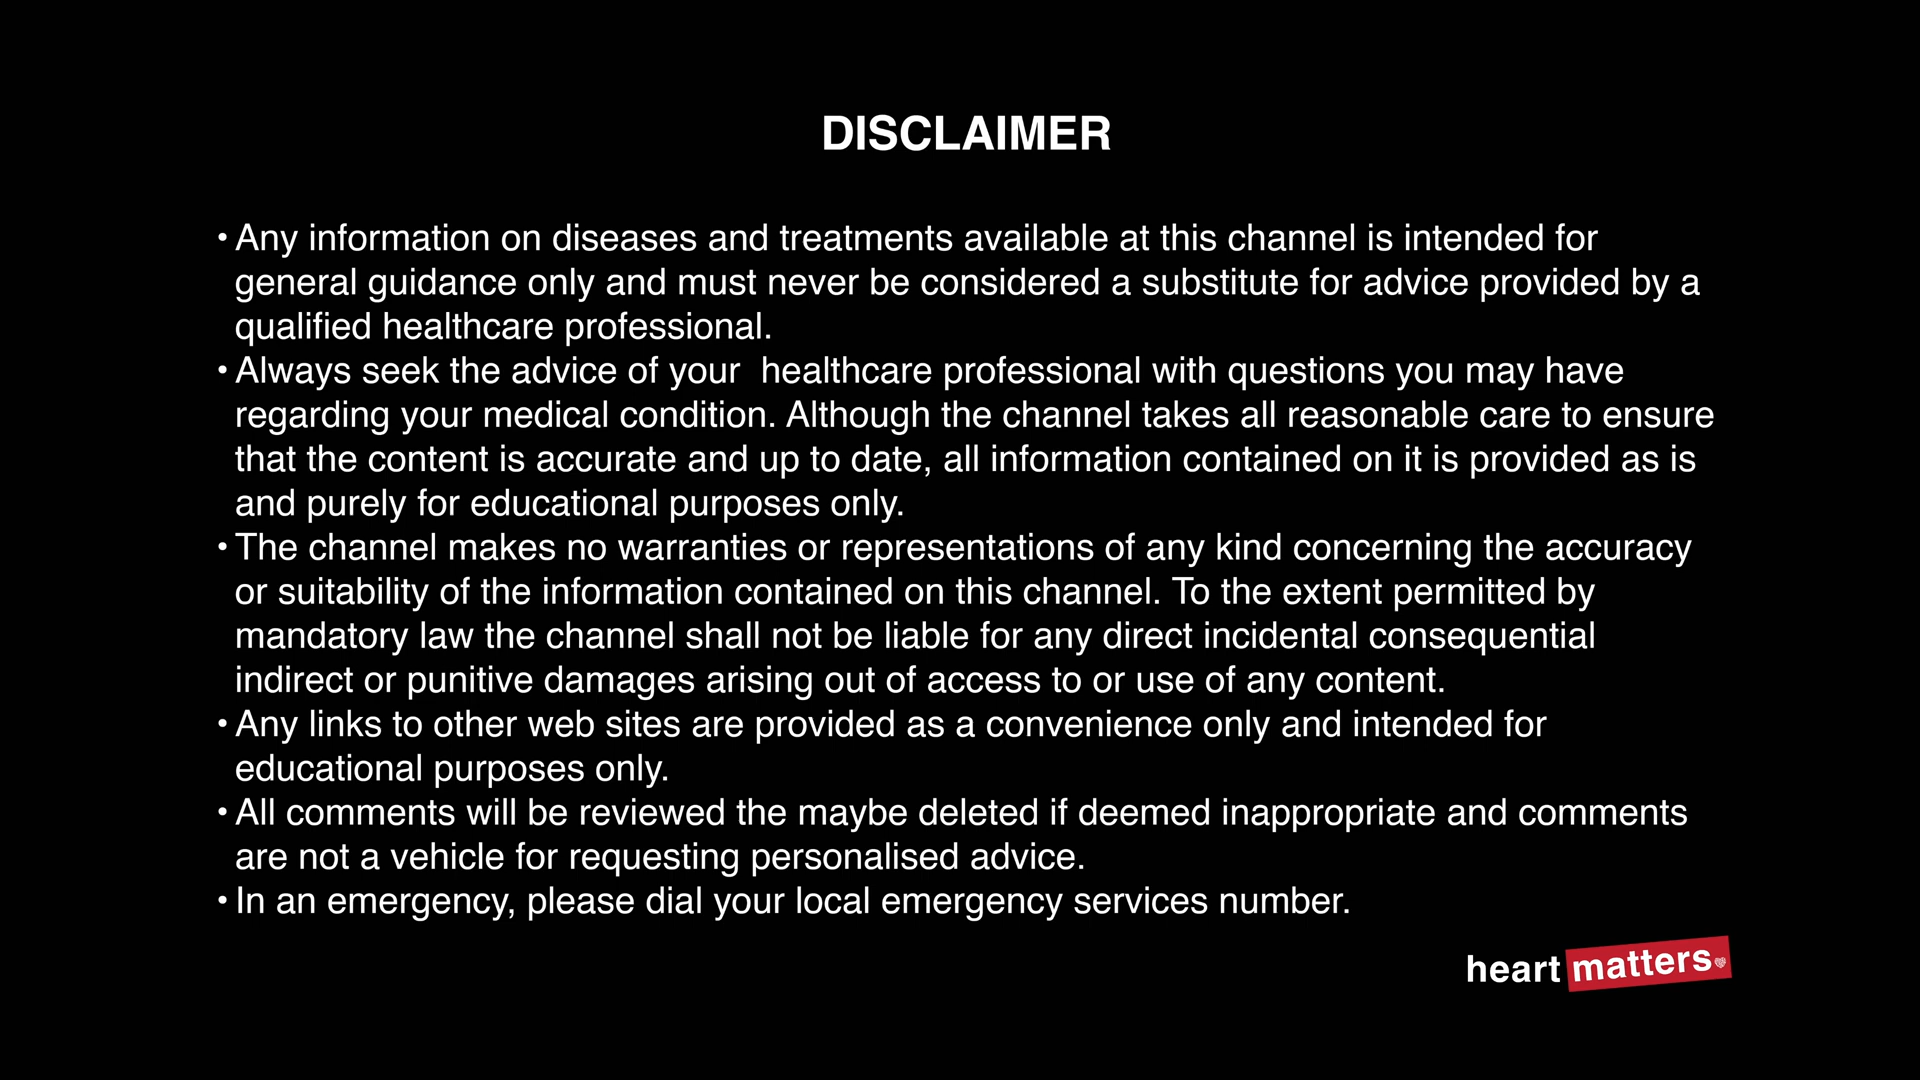 DISCLAIMER
• Any information on diseases and treatments available at this channel is intended for
general guidance only and must never be considered a substitute for advice provided by a
qualified healthcare professional.
• Always seek the advice of your  healthcare professional with questions you may have
regarding your medical condition. Although the channel takes all reasonable care to ensure
that the content is accurate and up to date, all information contained on it is provided as is
and purely for educational purposes only.
• The channel makes no warranties or representations of any kind concerning the accuracy
or suitability of the information contained on this channel. To the extent permitted by
mandatory law the channel shall not be liable for any direct incidental consequential
indirect or punitive damages arising out of access to or use of any content.
• Any links to other web sites are provided as a convenience only and intended for
educational purposes only.
• All comments will be reviewed the maybe deleted if deemed inappropriate and comments
are not a vehicle for requesting personalised advice.
• In an emergency, please dial your local emergency services number.
heart matters.